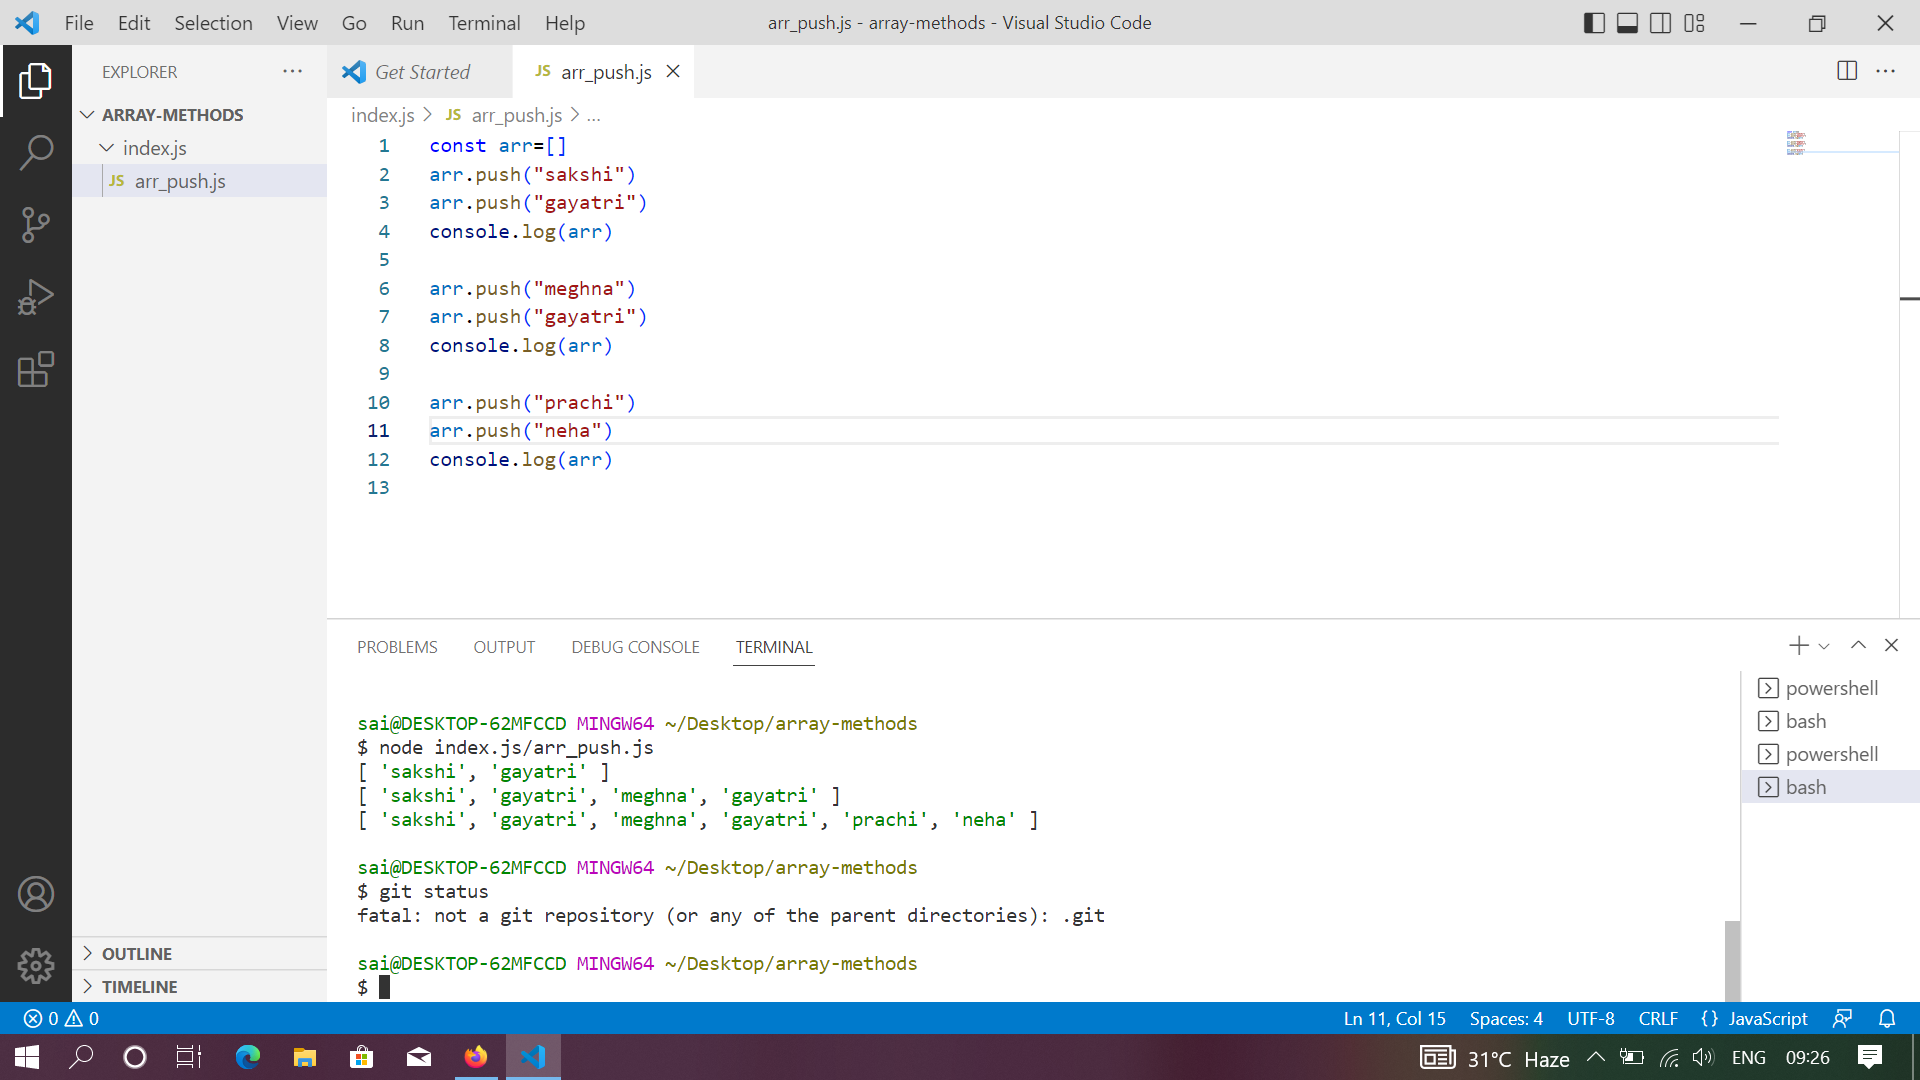 File Edit Selection View Go Run Terminal Help
arr_push.js - array-methods - Visual Studio Code
EXPLORER
ARRAY-METHODS
index.js
JS arr_push.js
OUTLINE
TIMELINE
Get Started
JS arr_push.js
index.js > JS arr_push.js > ...
1 const arr=[]
2 arr.push("sakshi")
3 arr.push("gayatri")
4 console.log(arr)
5
6 arr.push("meghna")
7 arr.push("gayatri")
8 console.log(arr)
9
10 arr.push("prachi")
11 arr.push("neha")
12 console.log(arr)
13
PROBLEMS OUTPUT DEBUG CONSOLE TERMINAL
sai@DESKTOP-62MFCCD MINGW64 ~/Desktop/array-methods
$ node index.js/arr_push.js
[ 'sakshi', 'gayatri' ]
[ 'sakshi', 'gayatri', 'meghna', 'gayatri' ]
[ 'sakshi', 'gayatri', 'meghna', 'gayatri', 'prachi', 'neha' ]
sai@DESKTOP-62MFCCD MINGW64 ~/Desktop/array-methods
$ git status
fatal: not a git repository (or any of the parent directories): .git
sai@DESKTOP-62MFCCD MINGW64 ~/Desktop/array-methods
$
powershell
bash
powershell
bash
0 0
Ln 11, Col 15 Spaces: 4 UTF-8 CRLF {} JavaScript
31°C Haze ENG 09:26